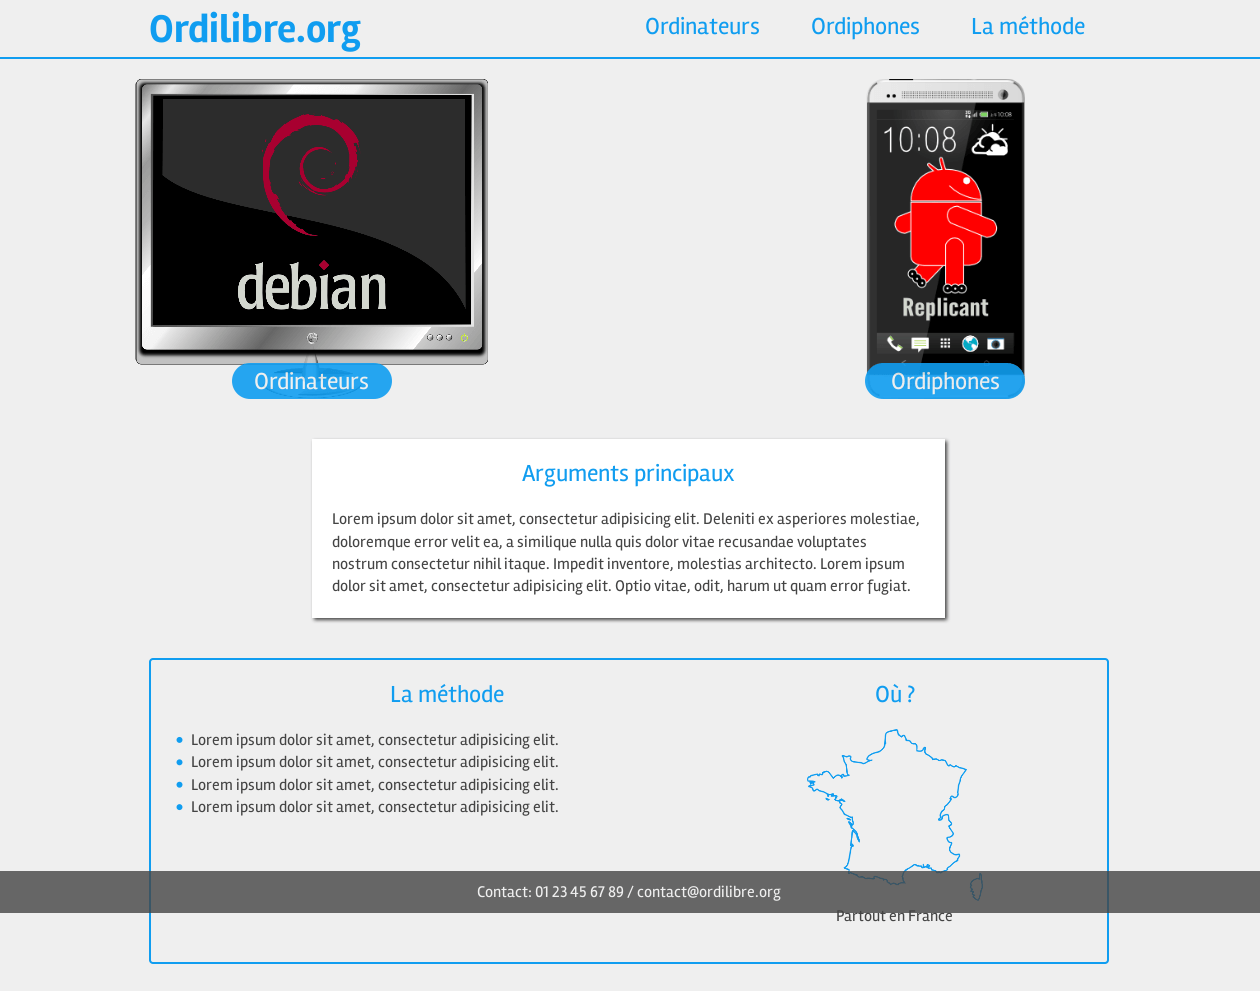 Ordilibre.org
Ordinateurs Ordiphones La méthode
debian
10:08
10:08
Replicant
Ordinateurs
Ordiphones
Arguments principaux
Lorem ipsum dolor sit amet, consectetur adipisicing elit. Deleniti ex asperiores molestiae,
doloremque error velit ea, a similique nulla quis dolor vitae recusandae voluptates
nostrum consectetur nihil itaque. Impedit inventore, molestias architecto. Lorem ipsum
dolor sit amet, consectetur adipisicing elit. Optio vitae, odit, harum ut quam error fugiat.
La méthode
Lorem ipsum dolor sit amet, consectetur adipisicing elit.
Lorem ipsum dolor sit amet, consectetur adipisicing elit.
Lorem ipsum dolor sit amet, consectetur adipisicing elit.
Lorem ipsum dolor sit amet, consectetur adipisicing elit.
Où ?
Partout en France
Contact: 01 23 45 67 89 / contact@ordilibre.org